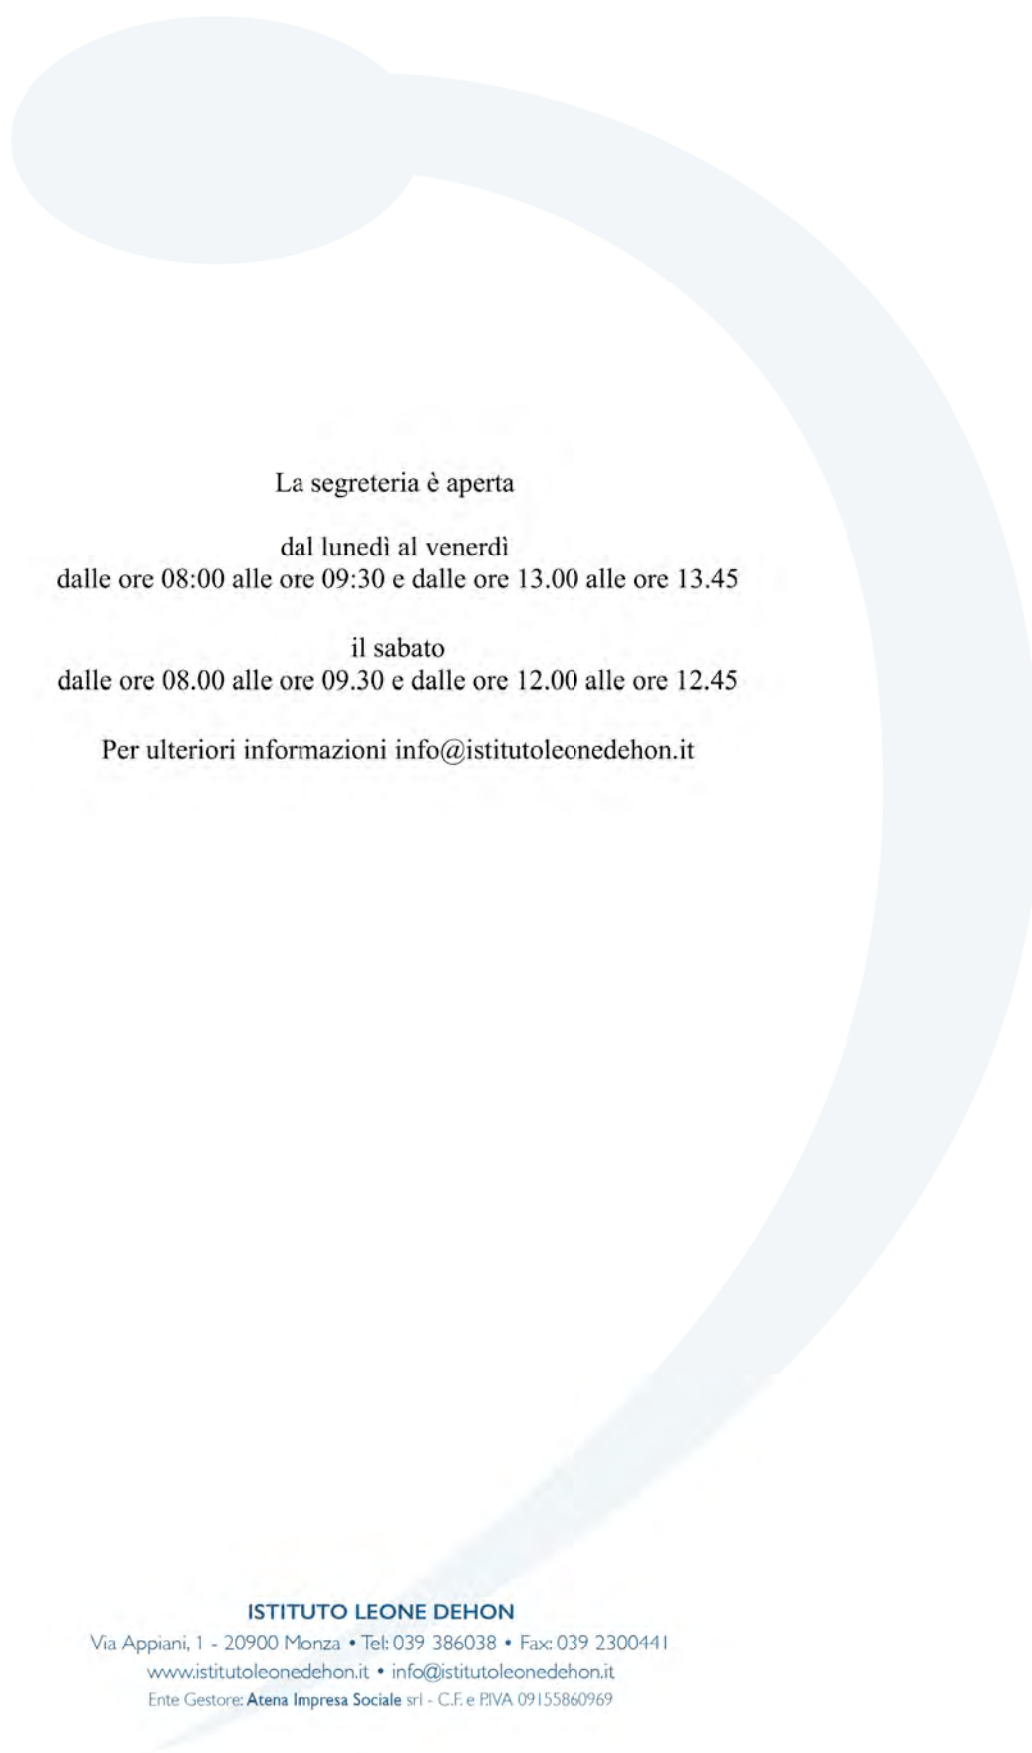 La segreteria è aperta
dal lunedì al venerdì
dalle ore 08:00 alle ore 09:30 e dalle ore 13.00 alle ore 13.45
il sabato
dalle ore 08.00 alle ore 09.30 e dalle ore 12.00 alle ore 12.45
Per ulteriori informazioni info@istitutoleonedehon.it
ISTITUTO LEONE DEHON
Via Appiani, 1 - 20900 Monza • Tel: 039 386038 • Fax: 039 2300441
www.istitutoleonedehon.it • info@istitutoleonedehon.it
Ente Gestore: Atena Impresa Sociale srl - C.F. e P.IVA 09155860969